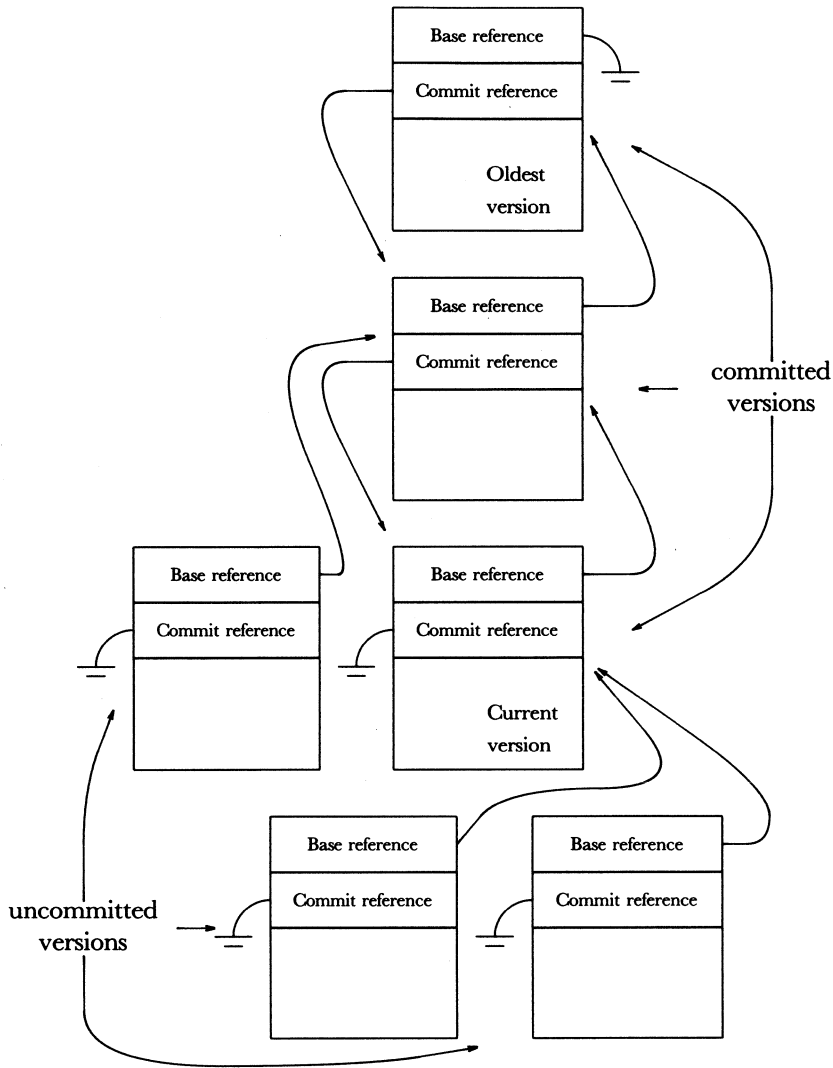 Base reference
Commit reference
Oldest
version
Base reference
Commit reference
committed
versions
Base reference
Commit reference
Base reference
Commit reference
Current
version
Base reference
Commit reference
Base reference
Commit reference
uncommitted
versions